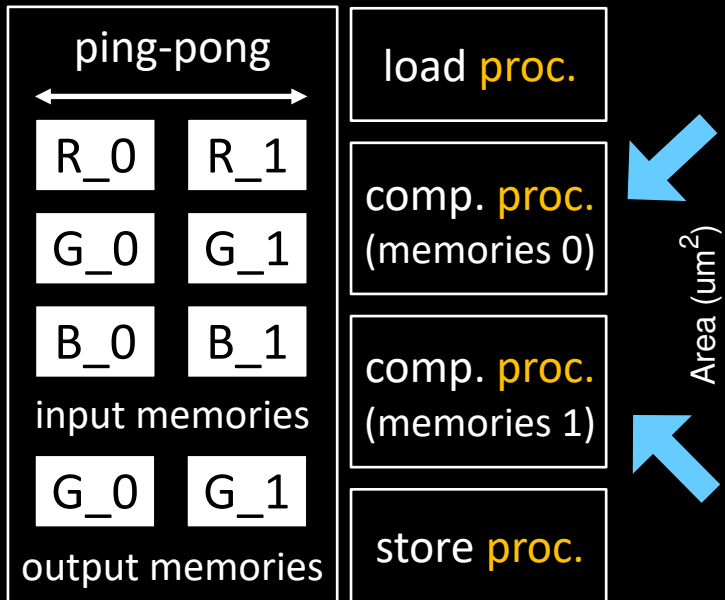 ping-pong
R_0 R_1
G_0 G_1
B_0 B_1
input memories
G_0 G_1
output memories
load proc.
comp. proc.
(memories 0)
comp. proc.
(memories 1)
store proc.
Area (um²)